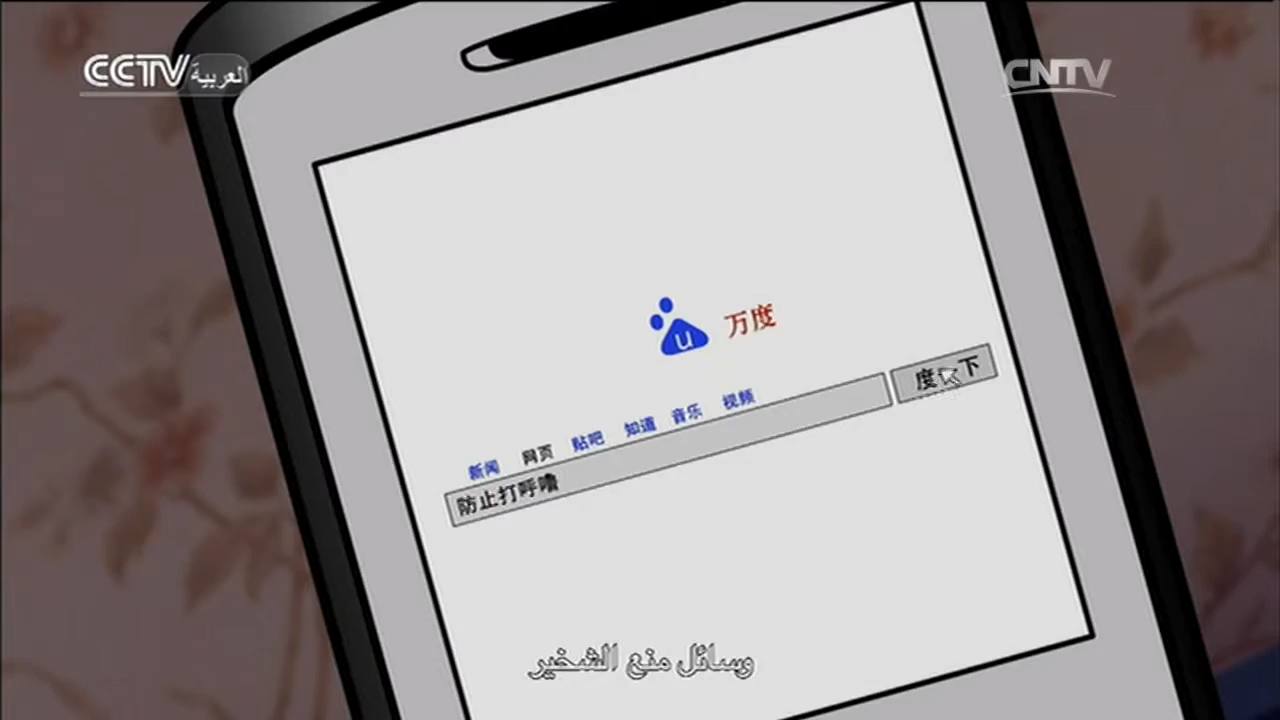 CCTV العربية
CNTV
u 万度
新闻 网页 贴吧 知道 音乐 视频
防止打呼噜
度一下
وسائل منع الشخير